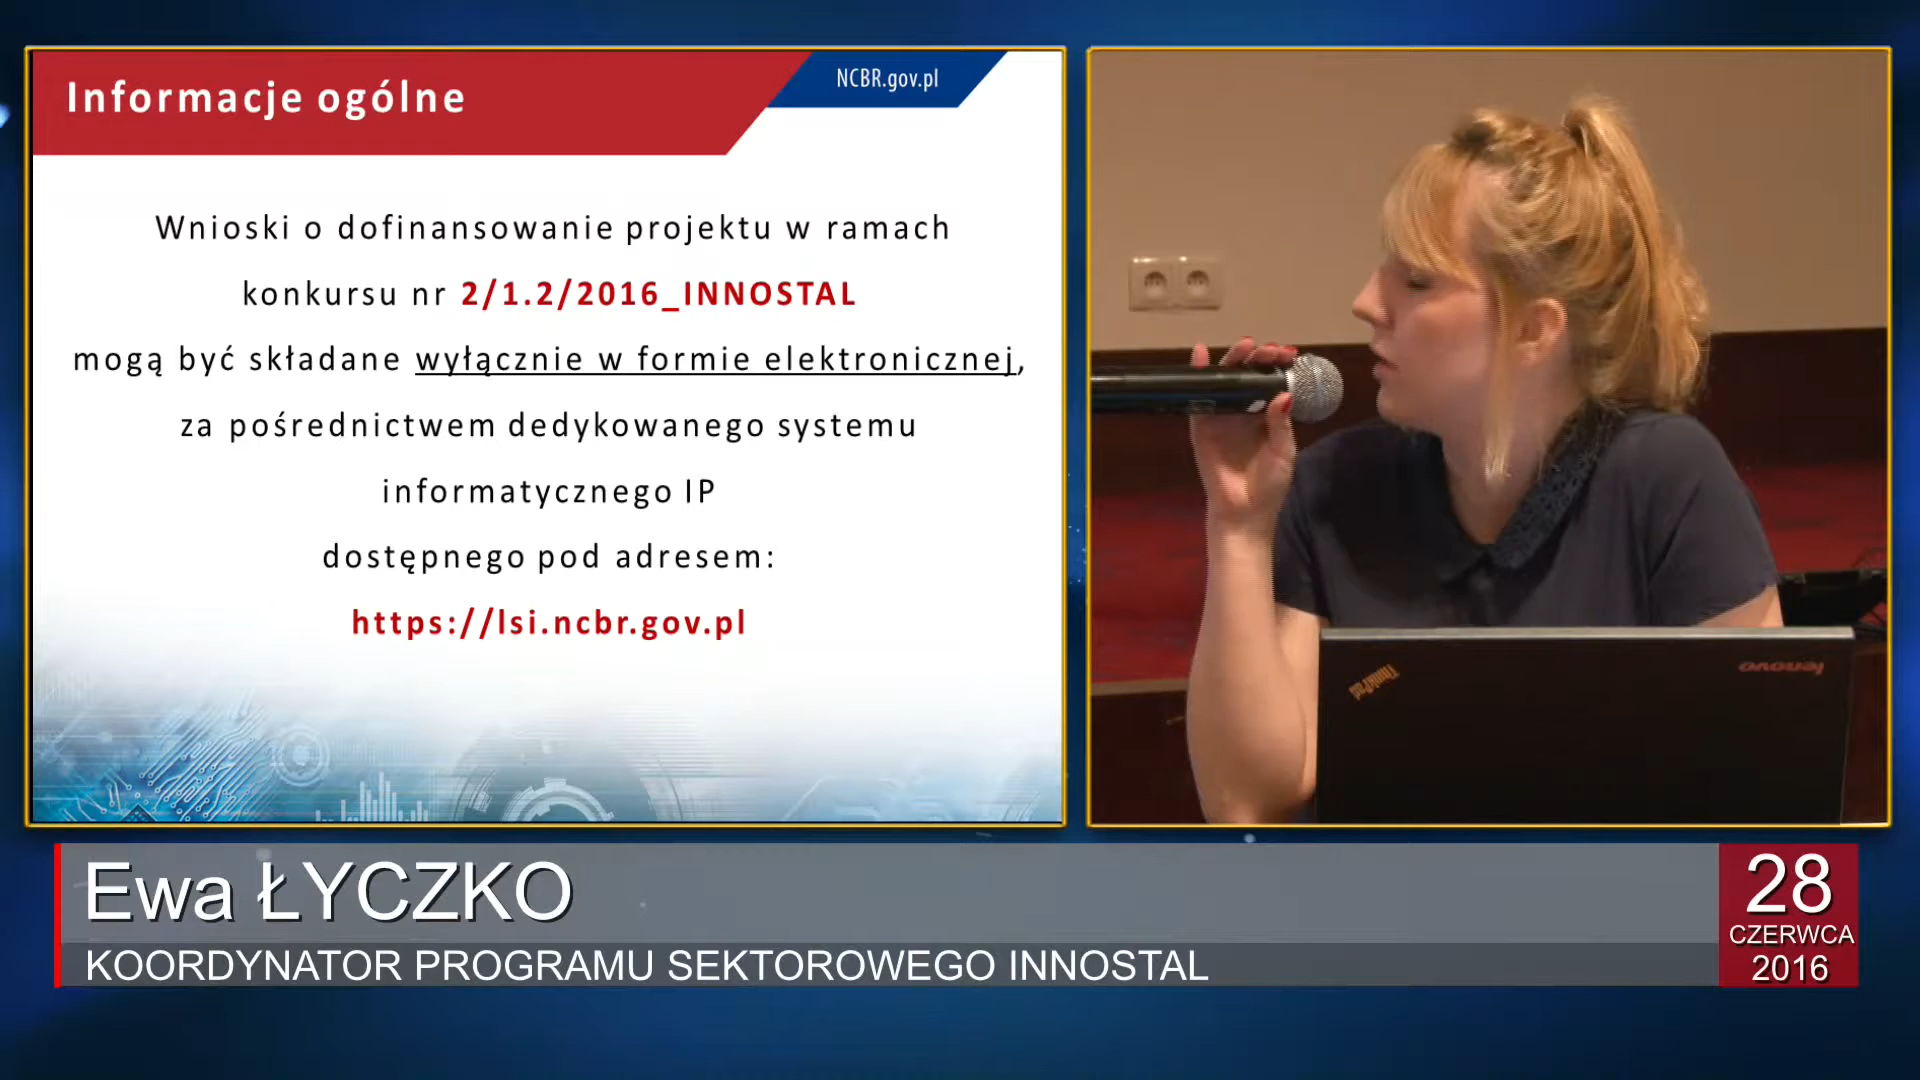 Informacje ogólne
NCBR.gov.pl
Wnioski o dofinansowanie projektu w ramach
konkursu nr 2/1.2/2016_INNOSTAL
mogą być składane wyłącznie w formie elektronicznej,
za pośrednictwem dedykowanego systemu
informatycznego IP
dostępnego pod adresem:
https://lsi.ncbr.gov.pl
ThinkPad
lenovo
Ewa ŁYCZKO
KOORDYNATOR PROGRAMU SEKTOROWEGO INNOSTAL
28
CZERWCA
2016